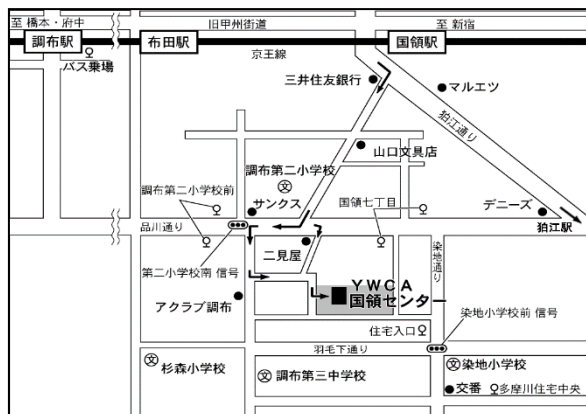 至 橋本・府中
旧甲州街道
至 新宿
調布駅
布田駅
国領駅
バス乗場
京王線
三井住友銀行
マルエツ
狛江通り
山口文具店
調布第二小学校
文
調布第二小学校前
サンクス
国領七丁目
デニーズ
狛江駅
品川通り
二見屋
染地通り
第二小学校南 信号
YWCA
国領センター
アクラブ調布
染地小学校前 信号
住宅入口
羽毛下通り
文
杉森小学校
文
調布第三中学校
文
染地小学校
交番
多摩川住宅中央